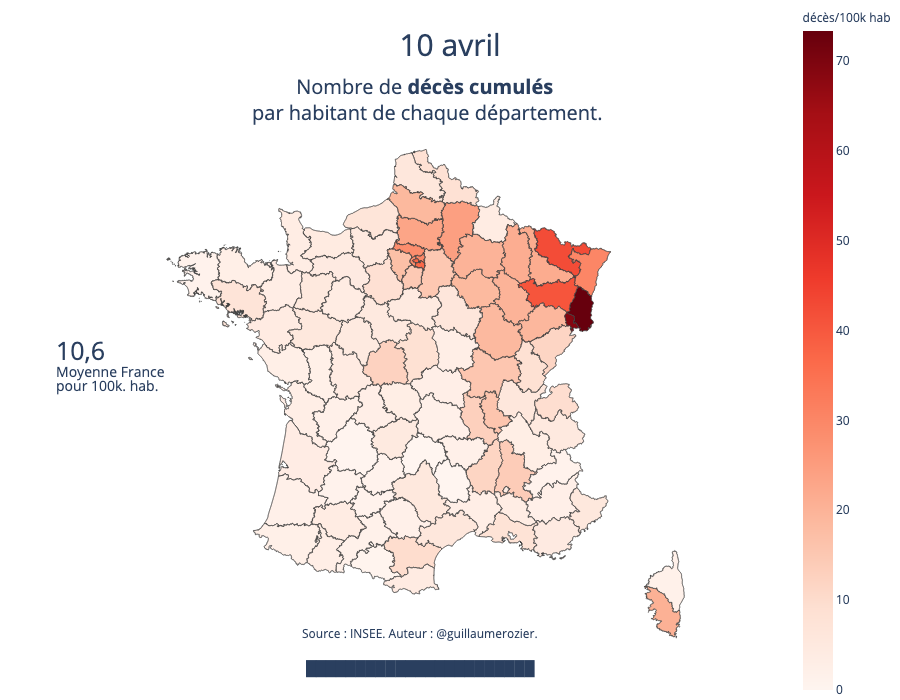 décès/100k hab
10 avril
Nombre de décès cumulés
par habitant de chaque département.
70
60
50
40
30
20
10
0
10,6
Moyenne France
pour 100k. hab.
Source : INSEE. Auteur : @guillaumerozier.